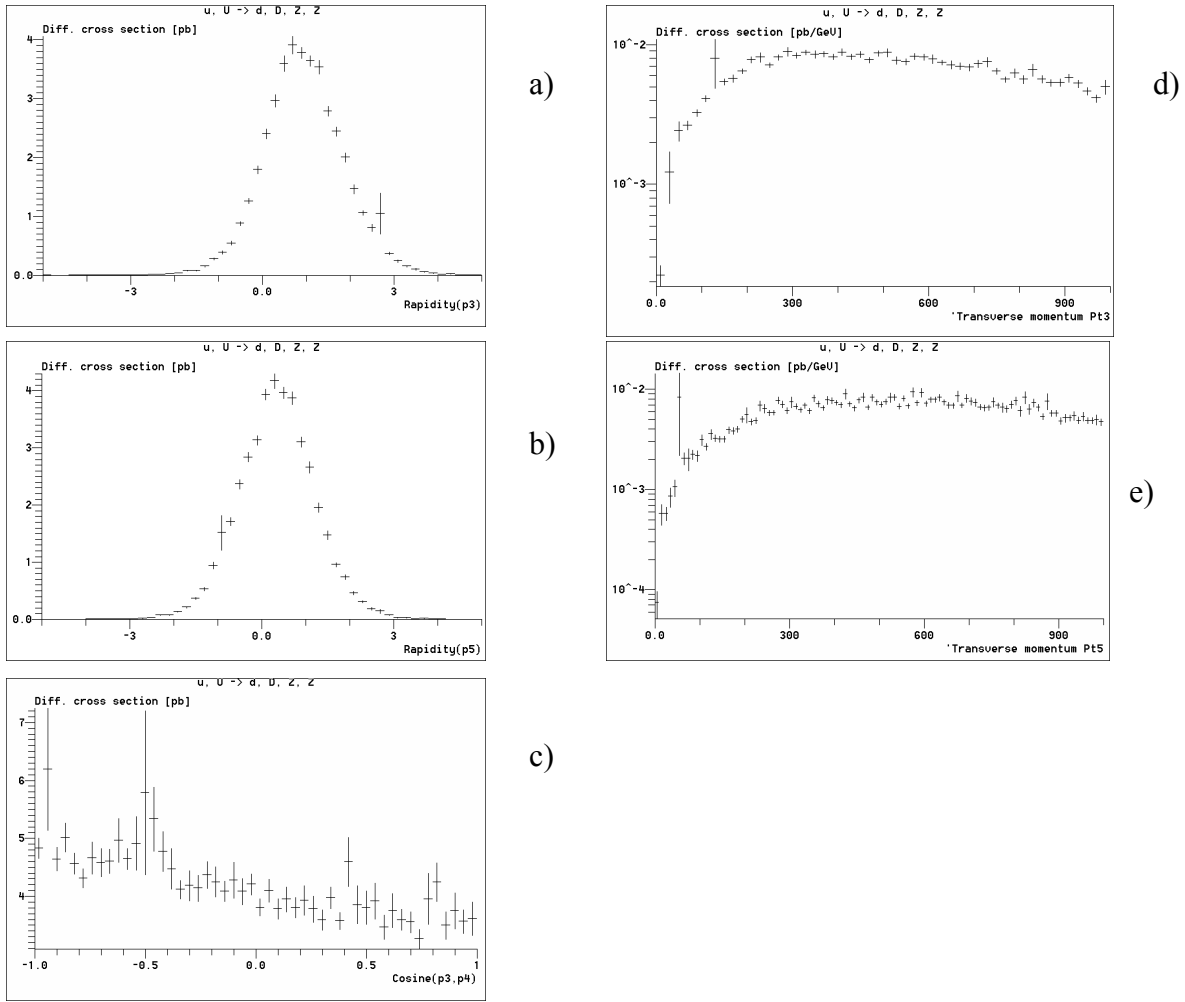 u, U -> d, D, Z, Z
Diff. cross section [pb]
4
3
2
1
0.0
-3
0.0
3
Rapidity(p3)
a)
u, U -> d, D, Z, Z
Diff. cross section [pb]
4
3
2
1
0.0
-3
0.0
3
Rapidity(p5)
b)
u, U -> d, D, Z, Z
Diff. cross section [pb]
7
6
5
4
-1.0
-0.5
0.0
0.5
1
Cosine(p3,p4)
c)
u, U -> d, D, Z, Z
Diff. cross section [pb/GeV]
10^-2
10^-3
0.0
300
600
900
'Transverse momentum Pt3
d)
u, U -> d, D, Z, Z
Diff. cross section [pb/GeV]
10^-2
10^-3
10^-4
0.0
300
600
900
'Transverse momentum Pt5
e)